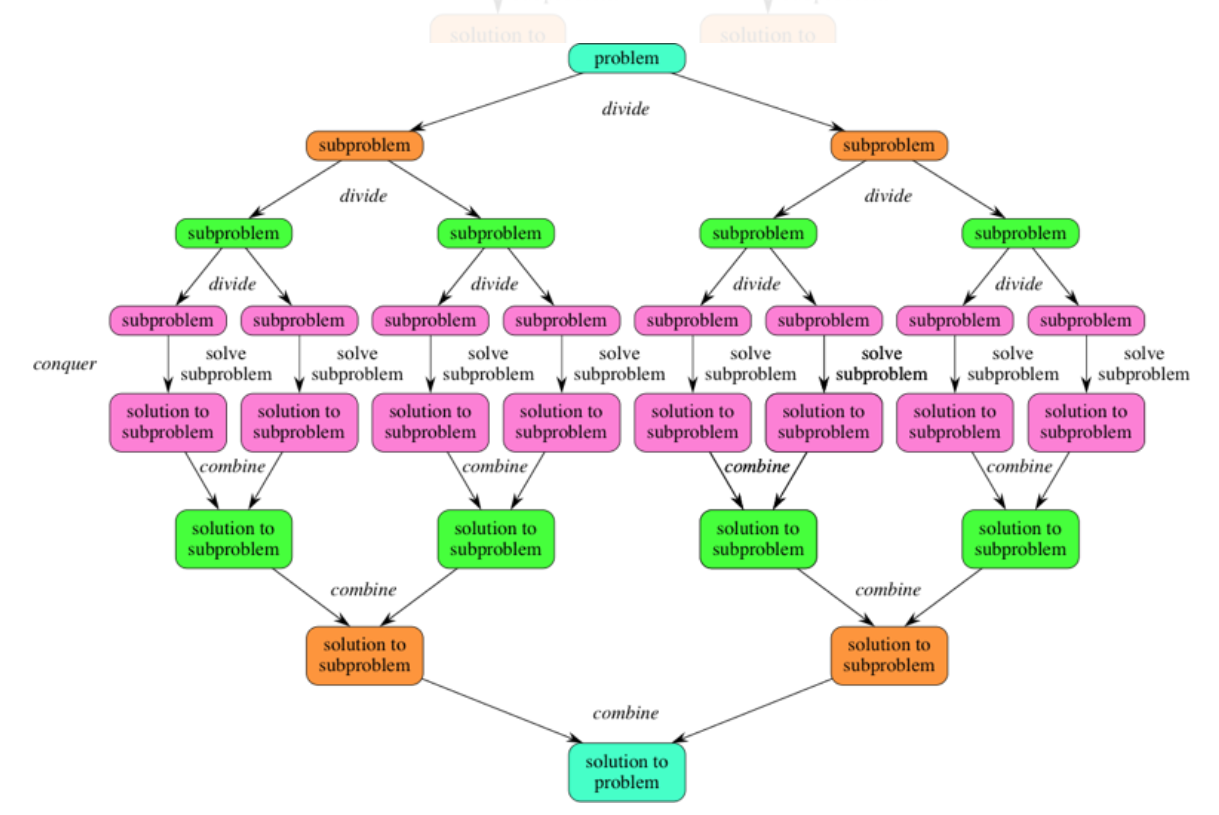 solution to solution to
problem
divide
subproblem subproblem
divide divide
subproblem subproblem subproblem subproblem
divide divide divide divide
subproblem subproblem subproblem subproblem subproblem subproblem subproblem subproblem
solve solve solve solve solve solve solve solve
conquer
subproblem subproblem subproblem subproblem subproblem subproblem subproblem subproblem
solution to solution to solution to solution to solution to solution to solution to solution to
subproblem subproblem subproblem subproblem subproblem subproblem subproblem subproblem
combine combine combine combine
solution to solution to solution to solution to
subproblem subproblem subproblem subproblem
combine combine
solution to solution to
subproblem subproblem
combine
solution to
problem